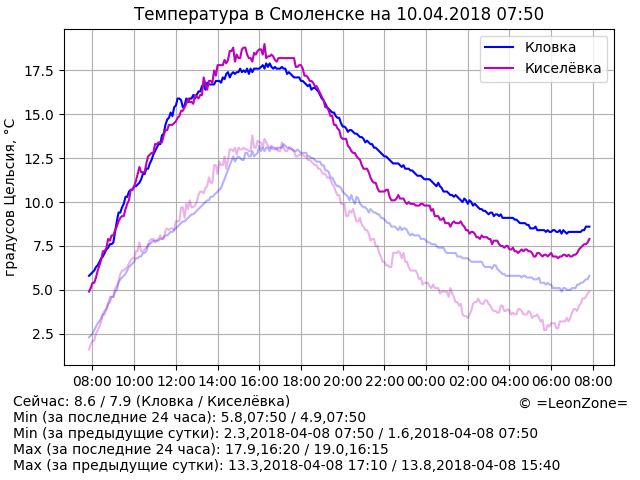 Температура в Смоленске на 10.04.2018 07:50
Кловка
Киселёвка
градусов Цельсия, °C
17.5
15.0
12.5
10.0
7.5
5.0
2.5
08:00 10:00 12:00 14:00 16:00 18:00 20:00 22:00 00:00 02:00 04:00 06:00 08:00
Сейчас: 8.6 / 7.9 (Кловка / Киселёвка)
© =LeonZone=
Min (за последние 24 часа): 5.8,07:50 / 4.9,07:50
Min (за предыдущие сутки): 2.3,2018-04-08 07:50 / 1.6,2018-04-08 07:50
Max (за последние 24 часа): 17.9,16:20 / 19.0,16:15
Max (за предыдущие сутки): 13.3,2018-04-08 17:10 / 13.8,2018-04-08 15:40